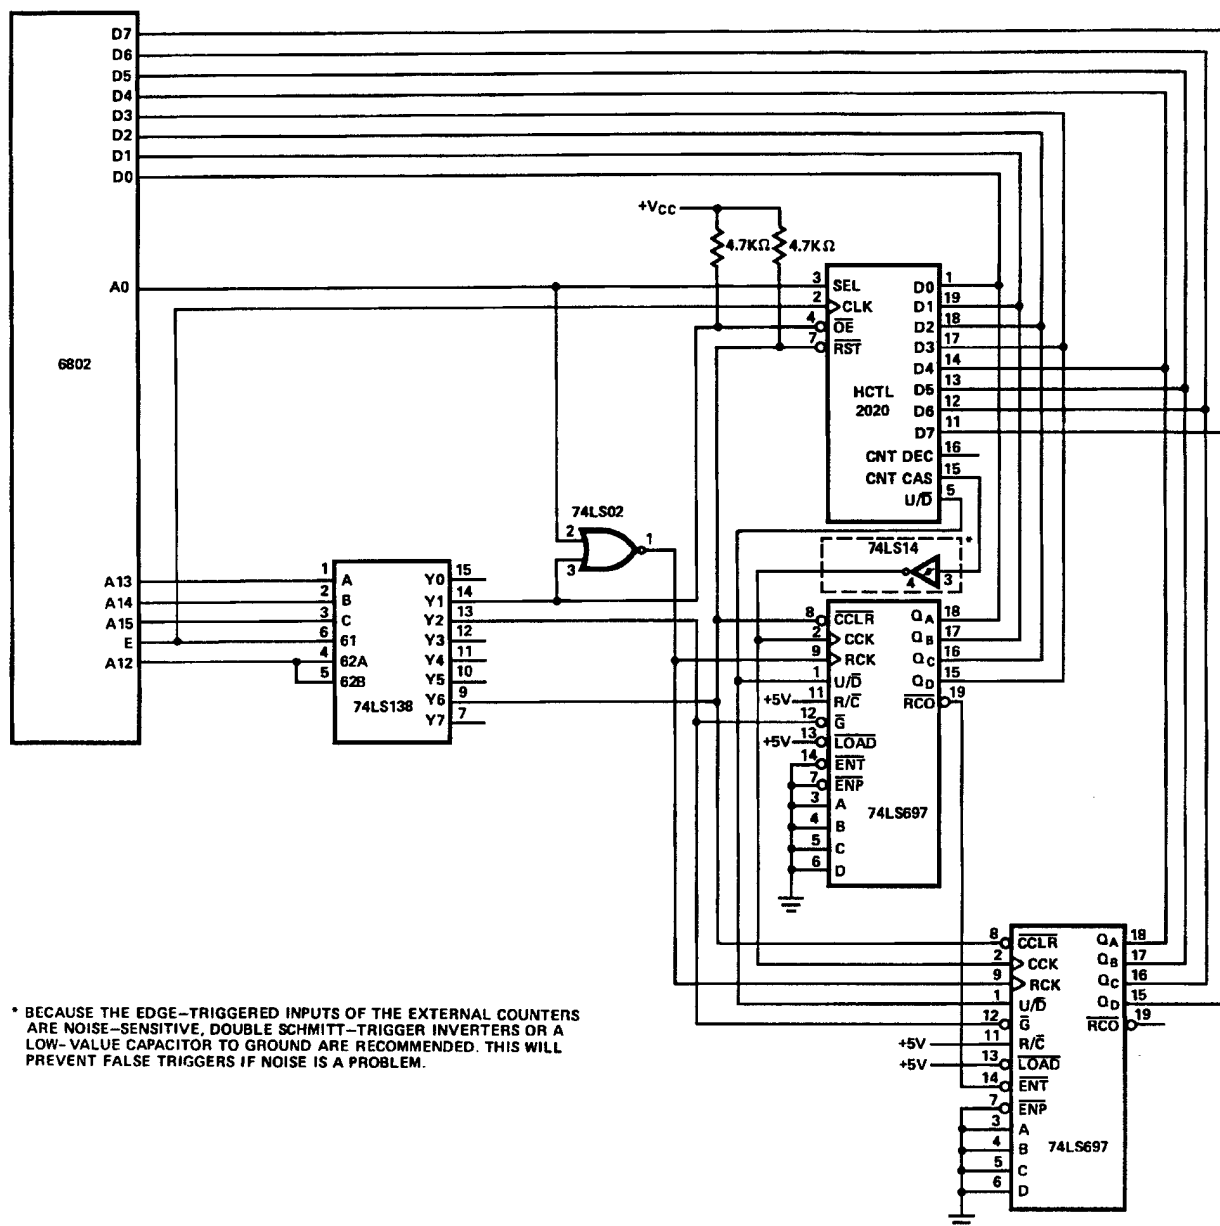 D7
D6
D5
D4
D3
D2
D1
D0
+VCC
4.7KΩ 4.7KΩ
A0
6802
3 SEL
2 CLK
4 OE
7 RST
HCTL
2020
D0 1
D1 19
D2 18
D3 17
D4 14
D5 13
D6 12
D7 11
CNT DEC 16
CNT CAS 15
U/D 5
74LS02
2
3
1
74LS14 *
4 3
A13
A14
A15
E
A12
1 A
2 B
3 C
6 61
4 62A
5 62B
74LS138
Y0 15
Y1 14
Y2 13
Y3 12
Y4 11
Y5 10
Y6 9
Y7 7
8 CCLR
2 CCK
9 RCK
1 U/D
+5V 11 R/C
12 G
+5V 13 LOAD
14 ENT
7 ENP
3 A
4 B
5 C
6 D
74LS697
QA 18
QB 17
QC 16
QD 15
RCO 19
8 CCLR
2 CCK
9 RCK
1 U/D
12 G
+5V 11 R/C
+5V 13 LOAD
14 ENT
7 ENP
3 A
4 B
5 C
6 D
74LS697
QA 18
QB 17
QC 16
QD 15
RCO 19
* BECAUSE THE EDGE-TRIGGERED INPUTS OF THE EXTERNAL COUNTERS
ARE NOISE-SENSITIVE, DOUBLE SCHMITT-TRIGGER INVERTERS OR A
LOW-VALUE CAPACITOR TO GROUND ARE RECOMMENDED. THIS WILL
PREVENT FALSE TRIGGERS IF NOISE IS A PROBLEM.